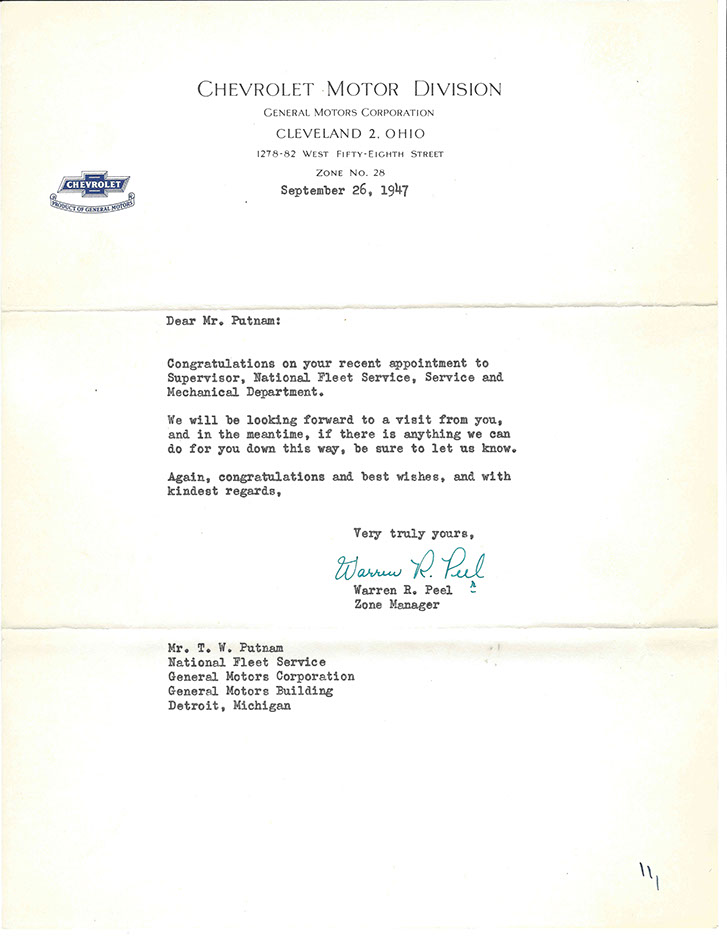 CHEVROLET MOTOR DIVISION
GENERAL MOTORS CORPORATION
CLEVELAND 2, OHIO
1278-82 WEST FIFTY-EIGHTH STREET
ZONE NO. 28
September 26, 1947
CHEVROLET
PRODUCT OF GENERAL MOTORS
Dear Mr. Putnam:
Congratulations on your recent appointment to
Supervisor, National Fleet Service, Service and
Mechanical Department.
We will be looking forward to a visit from you,
and in the meantime, if there is anything we can
do for you down this way, be sure to let us know.
Again, congratulations and best wishes, and with
kindest regards,
Very truly yours,
Warren R. Peel
Warren R. Peel
Zone Manager
Mr. T. W. Putnam
National Fleet Service
General Motors Corporation
General Motors Building
Detroit, Michigan